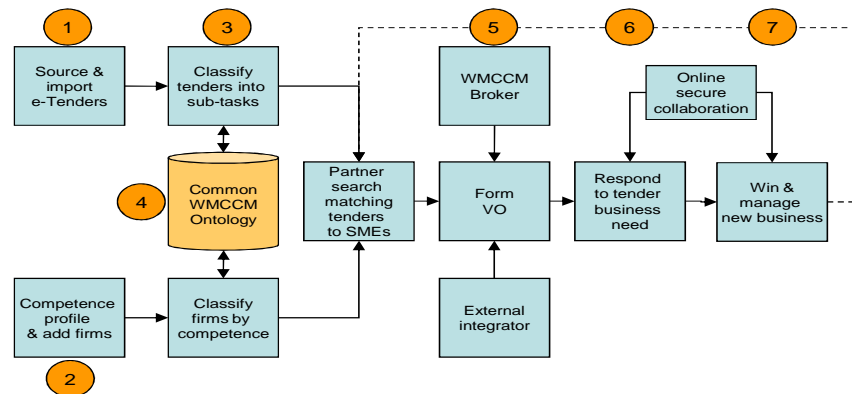 1
3
5
6
7
Source &
import
e-Tenders
Classify
tenders into
sub-tasks
WMCCM
Broker
Online
secure
collaboration
4
Common
WMCCM
Ontology
Partner
search
matching
tenders
to SMEs
Form
VO
Respond
to tender
business
need
Win &
manage
new business
Competence
profile
& add firms
Classify
firms by
competence
External
integrator
2